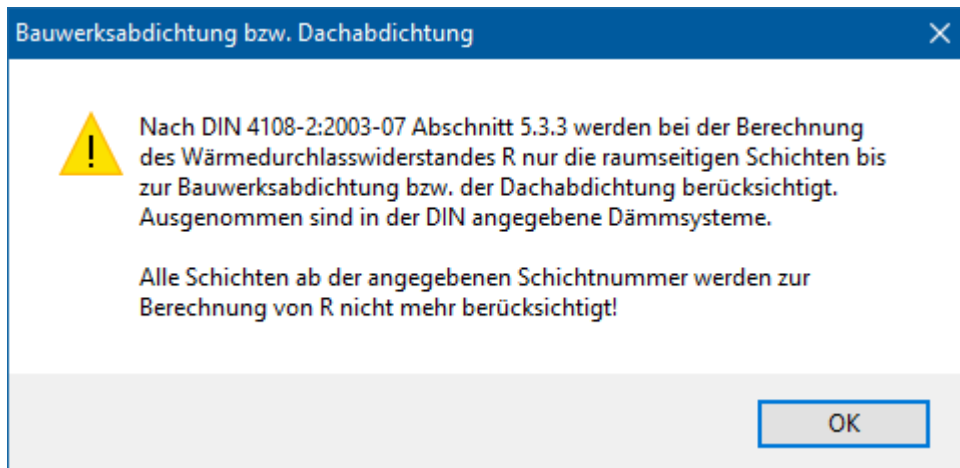 Bauwerksabdichtung bzw. Dachabdichtung
Nach DIN 4108-2:2003-07 Abschnitt 5.3.3 werden bei der Berechnung
des Wärmedurchlasswiderstandes R nur die raumseitigen Schichten bis
zur Bauwerksabdichtung bzw. der Dachabdichtung berücksichtigt.
Ausgenommen sind in der DIN angegebene Dämmsysteme.
Alle Schichten ab der angegebenen Schichtnummer werden zur
Berechnung von R nicht mehr berücksichtigt!
OK